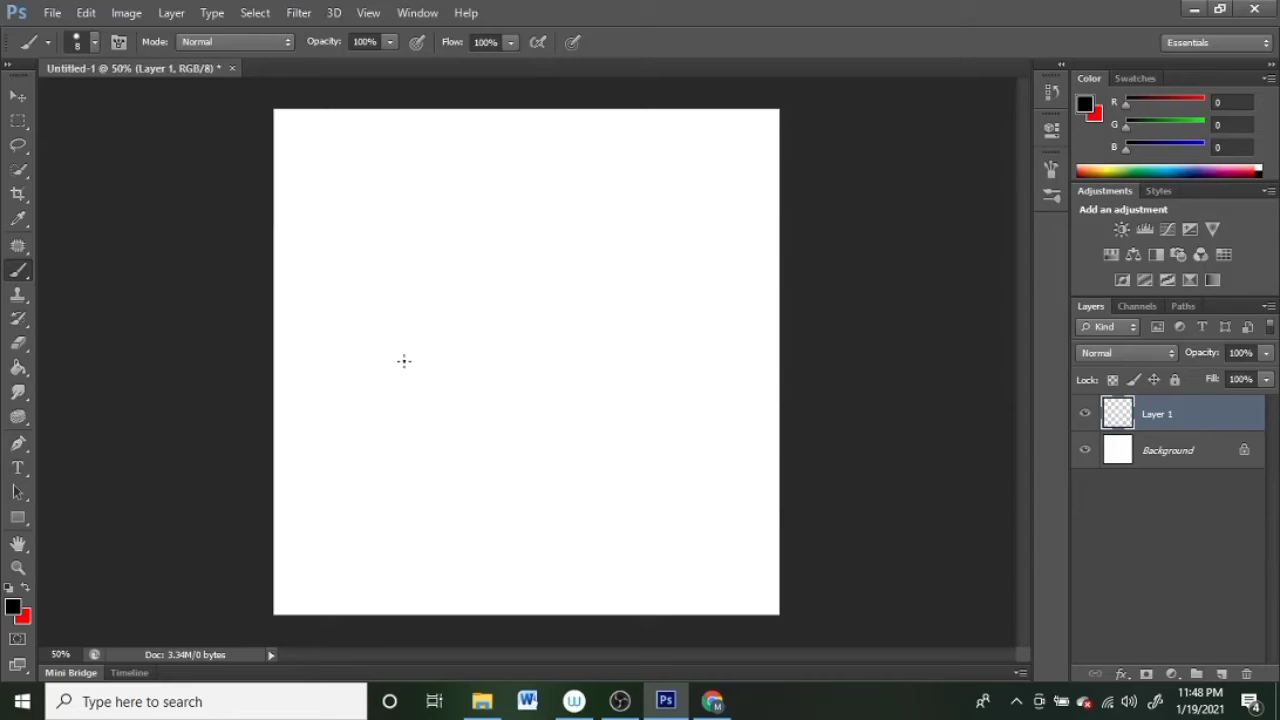 Ps File Edit Image Layer Type Select Filter 3D View Window Help
8 Mode: Normal Opacity: 100% Flow: 100% Essentials
Untitled-1 @ 50% (Layer 1, RGB/8) * ×
Color Swatches
R 0
G 0
B 0
Adjustments Styles
Add an adjustment
Layers Channels Paths
Kind
Normal Opacity: 100%
Lock: Fill: 100%
Layer 1
Background
50% Doc: 3.34M/0 bytes
Mini Bridge Timeline
Type here to search
11:48 PM
1/19/2021
4